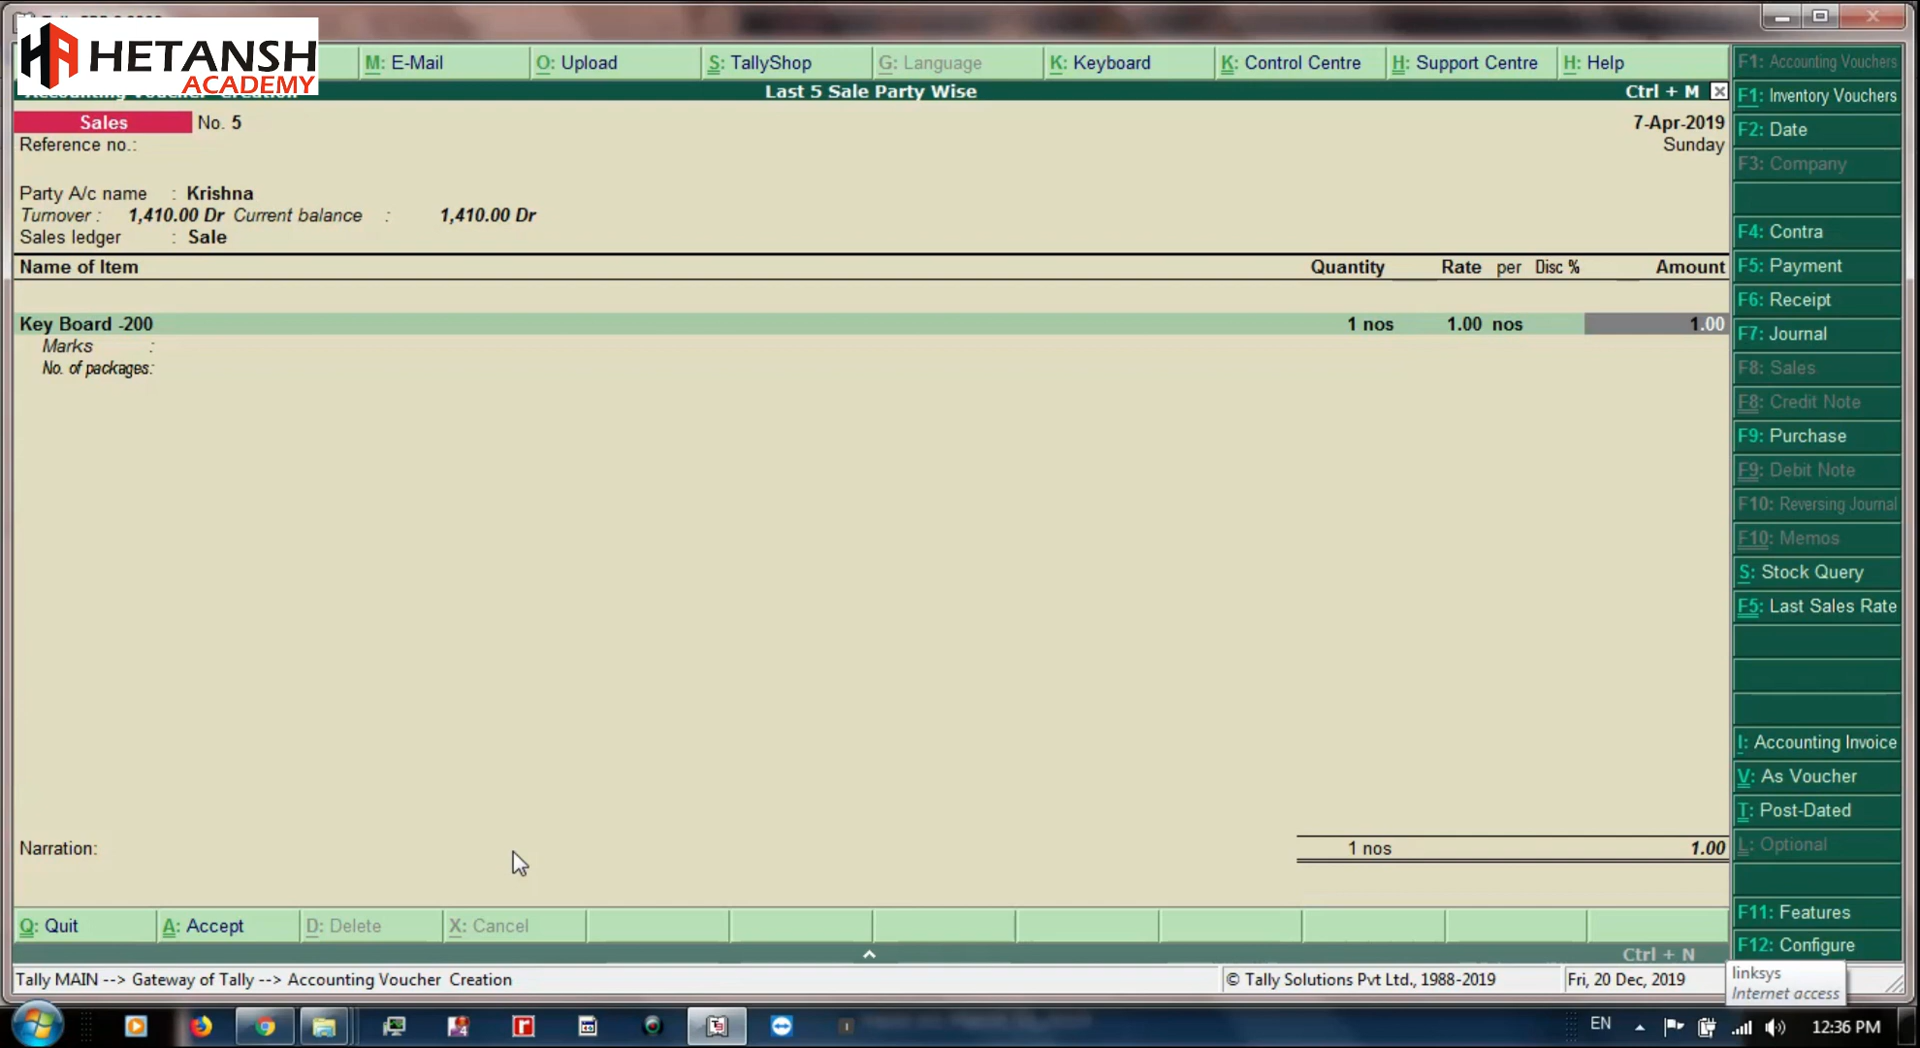 HETANSH
ACADEMY
M: E-Mail
O: Upload
S: TallyShop
G: Language
K: Keyboard
K: Control Centre
H: Support Centre
H: Help
Last 5 Sale Party Wise
Ctrl + M
Sales No. 5
7-Apr-2019
Reference no.:
Sunday
Party A/c name : Krishna
Turnover : 1,410.00 Dr Current balance : 1,410.00 Dr
Sales ledger : Sale
Name of Item Quantity Rate per Disc % Amount
Key Board -200 1 nos 1.00 nos 1.00
Marks :
No. of packages:
Narration: 1 nos 1.00
Q: Quit
A: Accept
D: Delete
X: Cancel
Ctrl + N
Tally MAIN --> Gateway of Tally --> Accounting Voucher Creation
© Tally Solutions Pvt Ltd., 1988-2019
Fri, 20 Dec, 2019
F1: Accounting Vouchers
F1: Inventory Vouchers
F2: Date
F3: Company
F4: Contra
F5: Payment
F6: Receipt
F7: Journal
F8: Sales
F8: Credit Note
F9: Purchase
F9: Debit Note
F10: Reversing Journal
F10: Memos
S: Stock Query
F5: Last Sales Rate
I: Accounting Invoice
V: As Voucher
T: Post-Dated
L: Optional
F11: Features
F12: Configure
linksys
Internet access
EN
12:36 PM